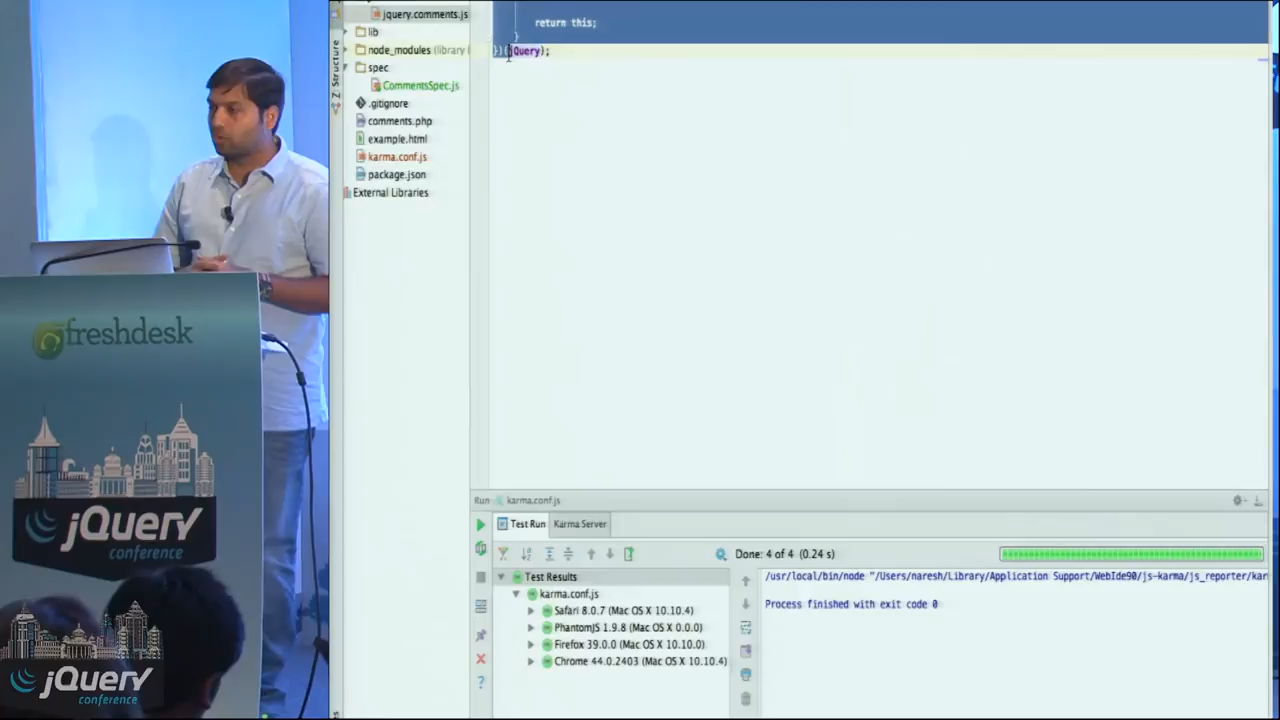 jquery.comments.js
return this;
lib
}
node_modules (library
})(jQuery);
Z: Structure
spec
CommentsSpec.js
.gitignore
comments.php
example.html
karma.conf.js
package.json
External Libraries
freshdesk
jQuery
conference
jQuery
conference
Run karma.conf.js
Test Run Karma Server
Done: 4 of 4 (0.24 s)
Test Results
/usr/local/bin/node "/Users/naresh/Library/Application Support/WebIde90/js-karma/js_reporter/kar
karma.conf.js
Safari 8.0.7 (Mac OS X 10.10.4)
Process finished with exit code 0
PhantomJS 1.9.8 (Mac OS X 0.0.0)
Firefox 39.0.0 (Mac OS X 10.10.0)
Chrome 44.0.2403 (Mac OS X 10.10.4)